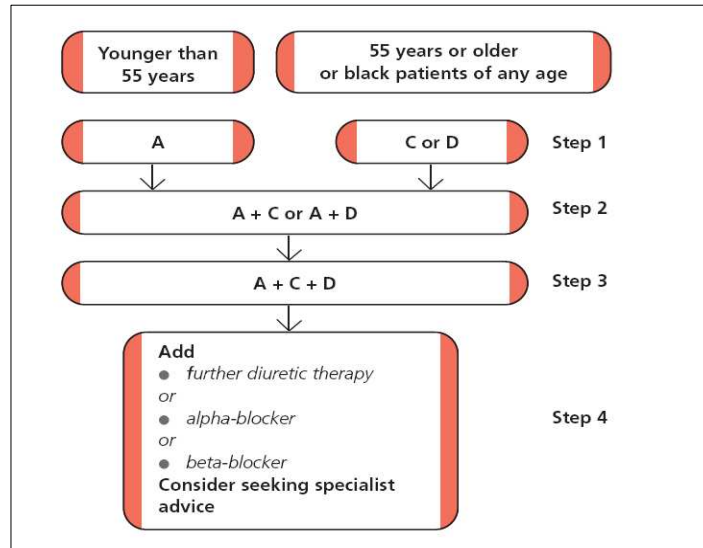 Younger than
55 years
55 years or older
or black patients of any age
A
C or D
Step 1
A + C or A + D
Step 2
A + C + D
Step 3
Add
● further diuretic therapy
or
● alpha-blocker
or
● beta-blocker
Consider seeking specialist
advice
Step 4